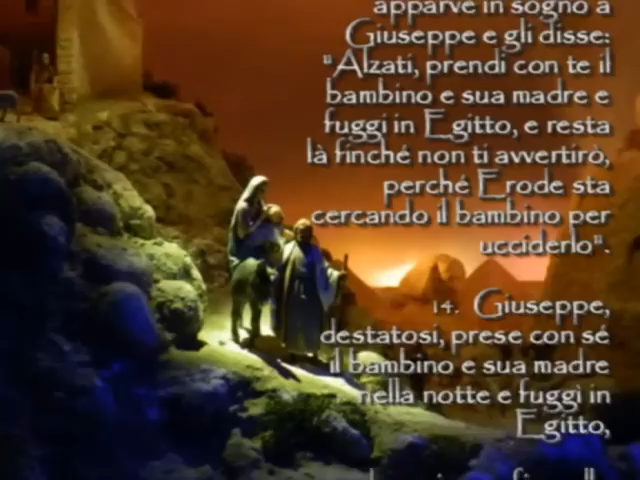 apparve in sogno a
Giuseppe e gli disse:
"Alzati, prendi con te il
bambino e sua madre e
fuggi in Egitto, e resta
là finché non ti avvertirò,
perché Erode sta
cercando il bambino per
ucciderlo".
14. Giuseppe,
destatosi, prese con sé
il bambino e sua madre
nella notte e fuggì in
Egitto,